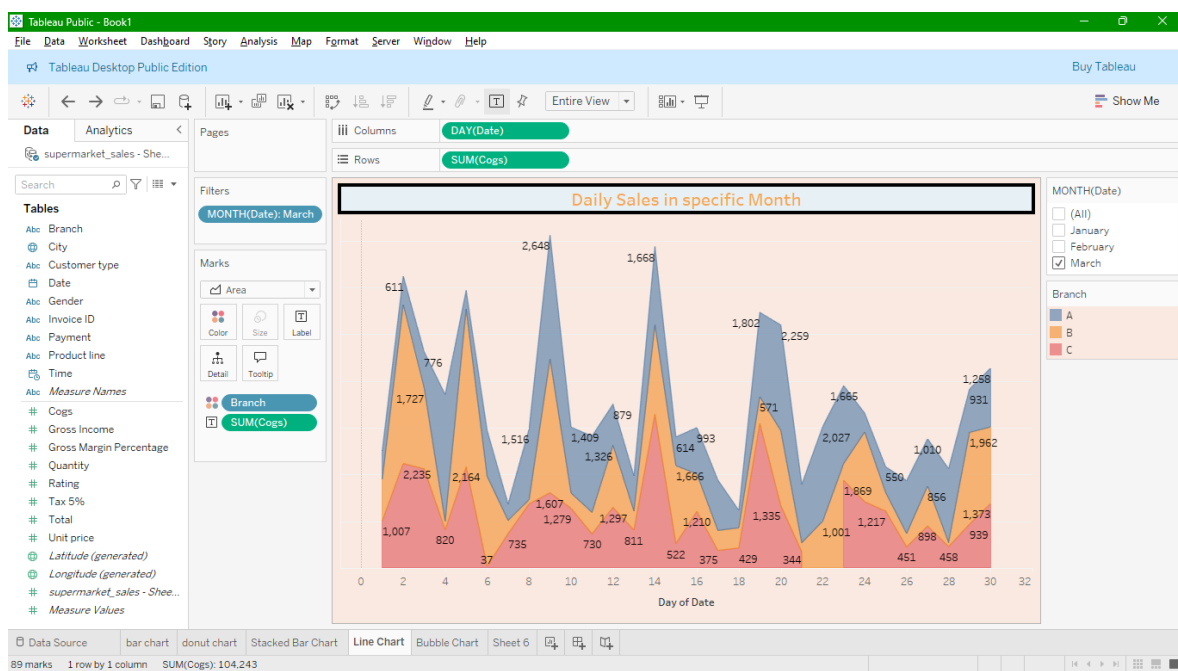 Tableau Public - Book1
File Data Worksheet Dashboard Story Analysis Map Format Server Window Help
Tableau Desktop Public Edition
Buy Tableau
Entire View
Show Me
Data Analytics
supermarket_sales - She...
Search
Tables
Abc Branch
City
Abc Customer type
Date
Abc Gender
Abc Invoice ID
Abc Payment
Abc Product line
Time
Abc Measure Names
# Cogs
# Gross Income
# Gross Margin Percentage
# Quantity
# Rating
# Tax 5%
# Total
# Unit price
Latitude (generated)
Longitude (generated)
# supermarket_sales - Shee...
# Measure Values
Pages
Filters
MONTH(Date): March
Marks
Area
Color Size Label
Detail Tooltip
Branch
SUM(Cogs)
Columns DAY(Date)
Rows SUM(Cogs)
Daily Sales in specific Month
2,648
1,668
611
1,802
2,259
776
1,258
1,727
1,665
931
571
879
1,516
1,409
993
2,027
1,326
614
1,010
1,962
2,235
2,164
1,666
550
1,869
856
1,607
1,279
1,297
1,210
1,335
1,217
1,373
1,007
820
735
730
811
1,001
898
939
37
522
375
429
344
451
458
0 2 4 6 8 10 12 14 16 18 20 22 24 26 28 30 32
Day of Date
MONTH(Date)
(All)
January
February
March
Branch
A
B
C
Data Source bar chart donut chart Stacked Bar Chart Line Chart Bubble Chart Sheet 6
89 marks 1 row by 1 column SUM(Cogs): 104,243